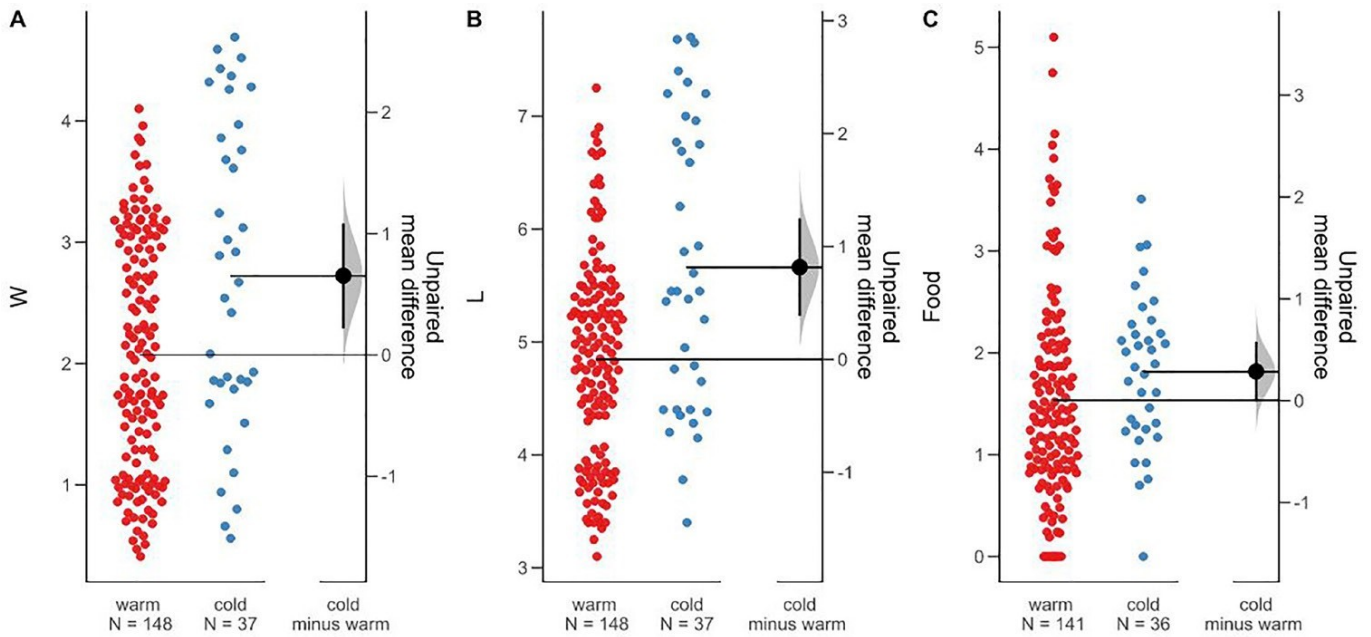 A
W
4
3
2
1
2
1
0
-1
Unpaired
mean difference
warm
N = 148
cold
N = 37
cold
minus warm
B
L
7
6
5
4
3
3
2
1
0
-1
Unpaired
mean difference
warm
N = 148
cold
N = 37
cold
minus warm
C
Food
5
4
3
2
1
0
3
2
1
0
-1
Unpaired
mean difference
warm
N = 141
cold
N = 36
cold
minus warm